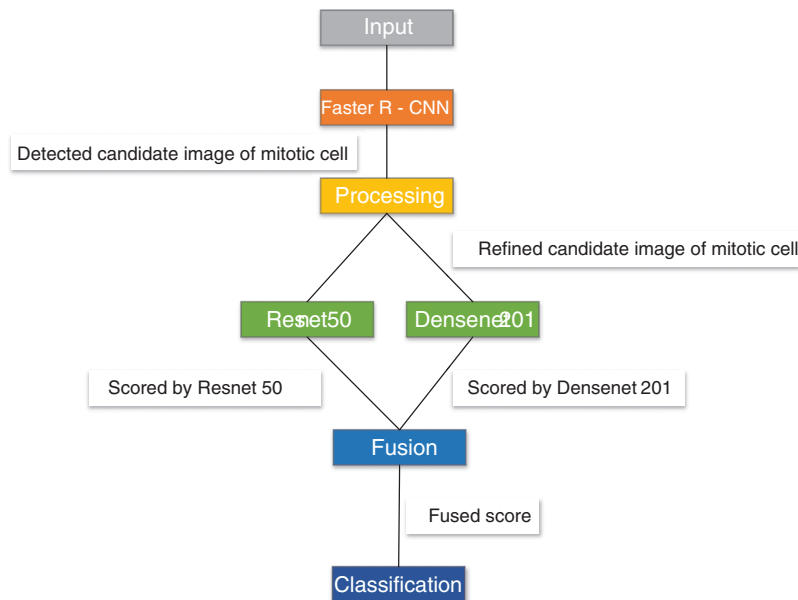 Input
Faster R - CNN
Detected candidate image of mitotic cell
Processing
Refined candidate image of mitotic cell
Resnet50
Densenet201
Scored by Resnet 50
Scored by Densenet 201
Fusion
Fused score
Classification